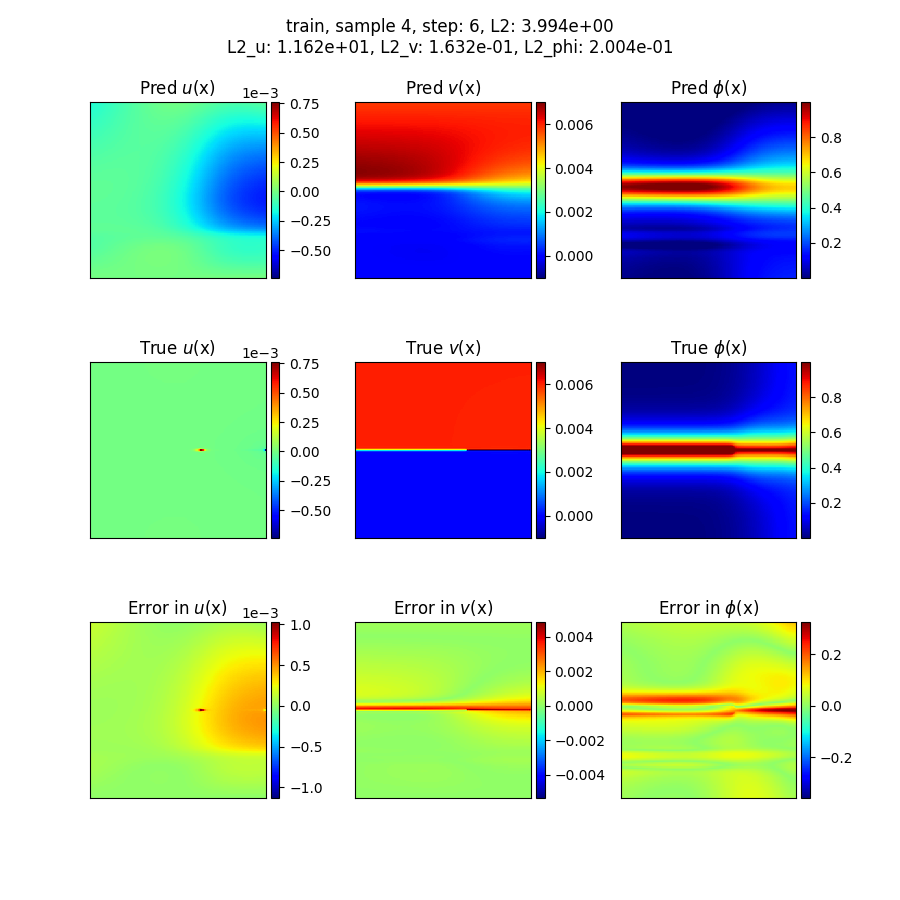 train, sample 4, step: 6, L2: 3.994e+00
L2_u: 1.162e+01, L2_v: 1.632e-01, L2_phi: 2.004e-01
Pred u(x)
1e−3
0.75
0.50
0.25
0.00
−0.25
−0.50
Pred v(x)
0.006
0.004
0.002
0.000
Pred ϕ(x)
0.8
0.6
0.4
0.2
True u(x)
1e−3
0.75
0.50
0.25
0.00
−0.25
−0.50
True v(x)
0.006
0.004
0.002
0.000
True ϕ(x)
0.8
0.6
0.4
0.2
Error in u(x)
1e−3
1.0
0.5
0.0
−0.5
−1.0
Error in v(x)
0.004
0.002
0.000
−0.002
−0.004
Error in ϕ(x)
0.2
0.0
−0.2